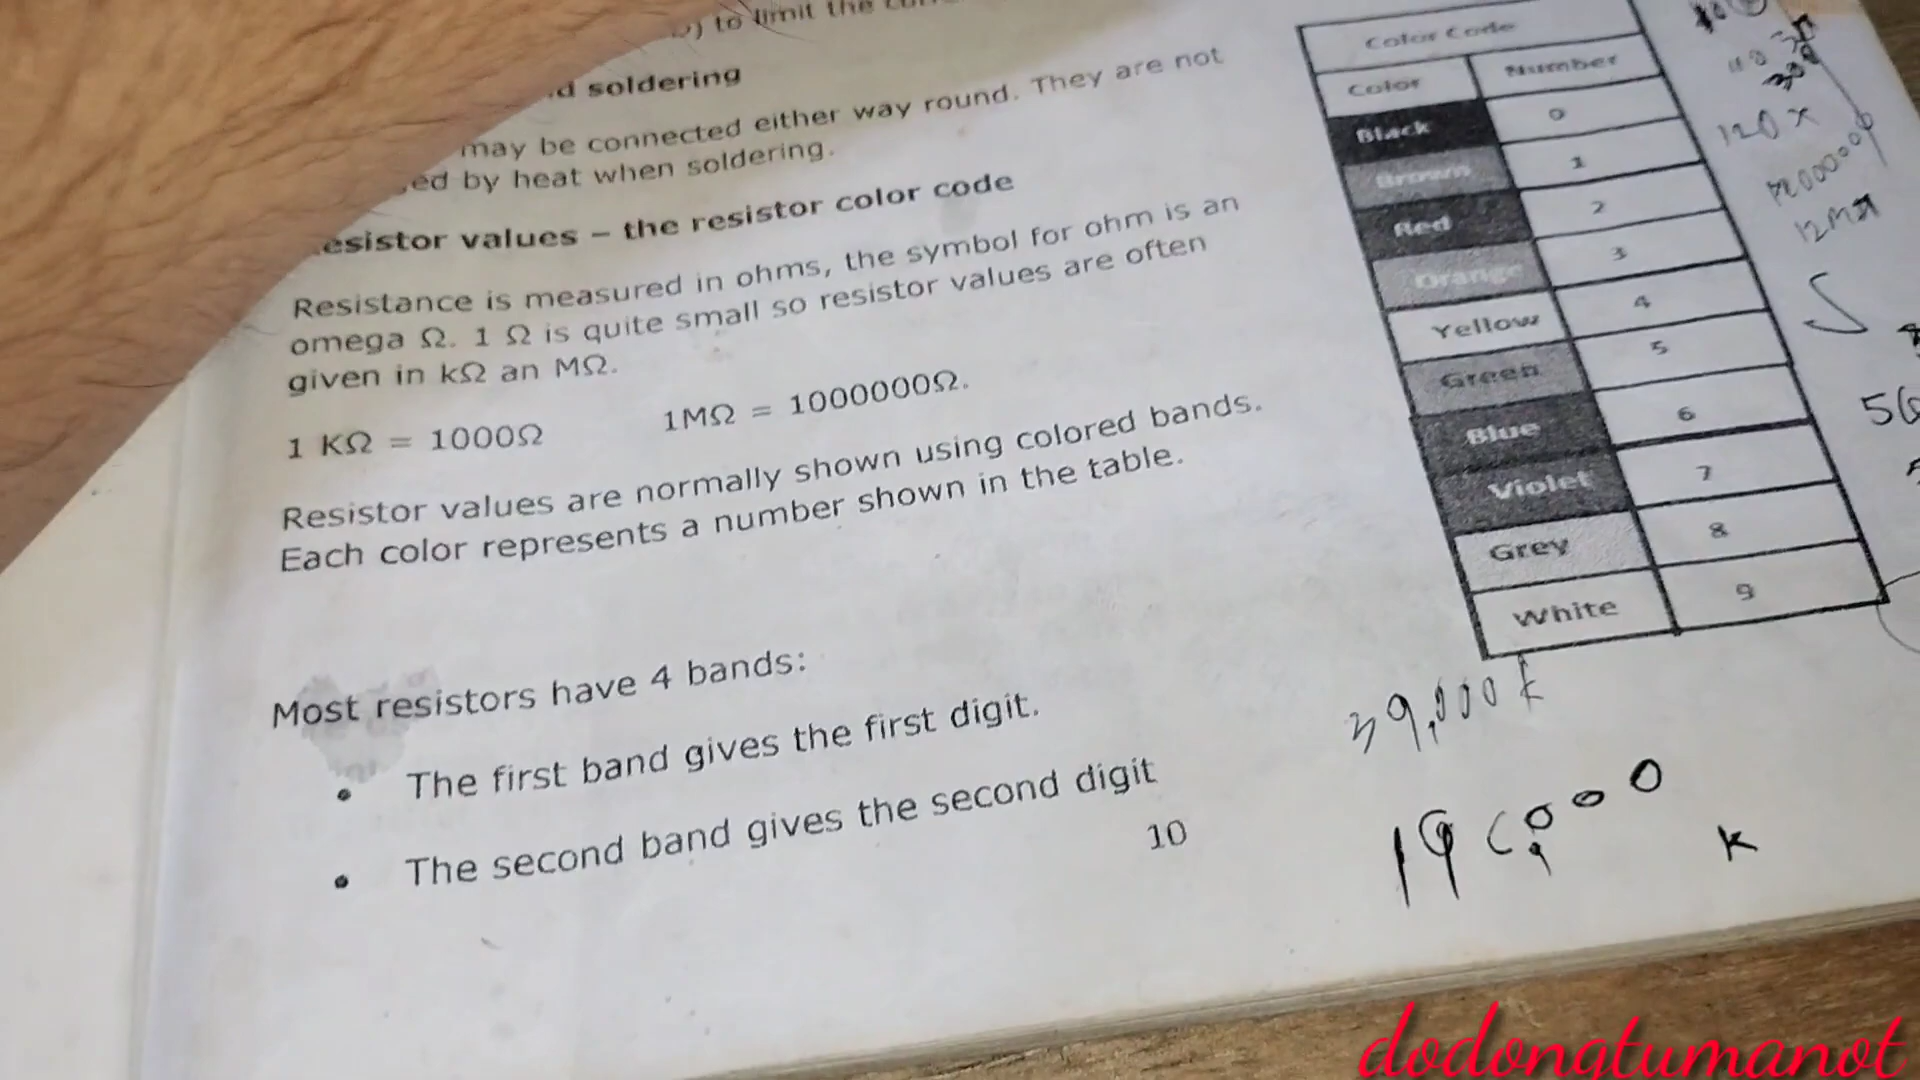 to limit the
d soldering
may be connected either way round. They are not
ed by heat when soldering.
esistor values – the resistor color code
Resistance is measured in ohms, the symbol for ohm is an
omega Ω. 1 Ω is quite small so resistor values are often
given in kΩ an MΩ.
1 KΩ = 1000Ω 1MΩ = 1000000Ω.
Resistor values are normally shown using colored bands.
Each color represents a number shown in the table.
Most resistors have 4 bands:
• The first band gives the first digit.
• The second band gives the second digit
10
Color Code
Color Number
Black 0
Brown 1
Red 2
Orange 3
Yellow 4
Green 5
Blue 6
Violet 7
Grey 8
White 9
120 x
39,000 k
k
dodongtumanot